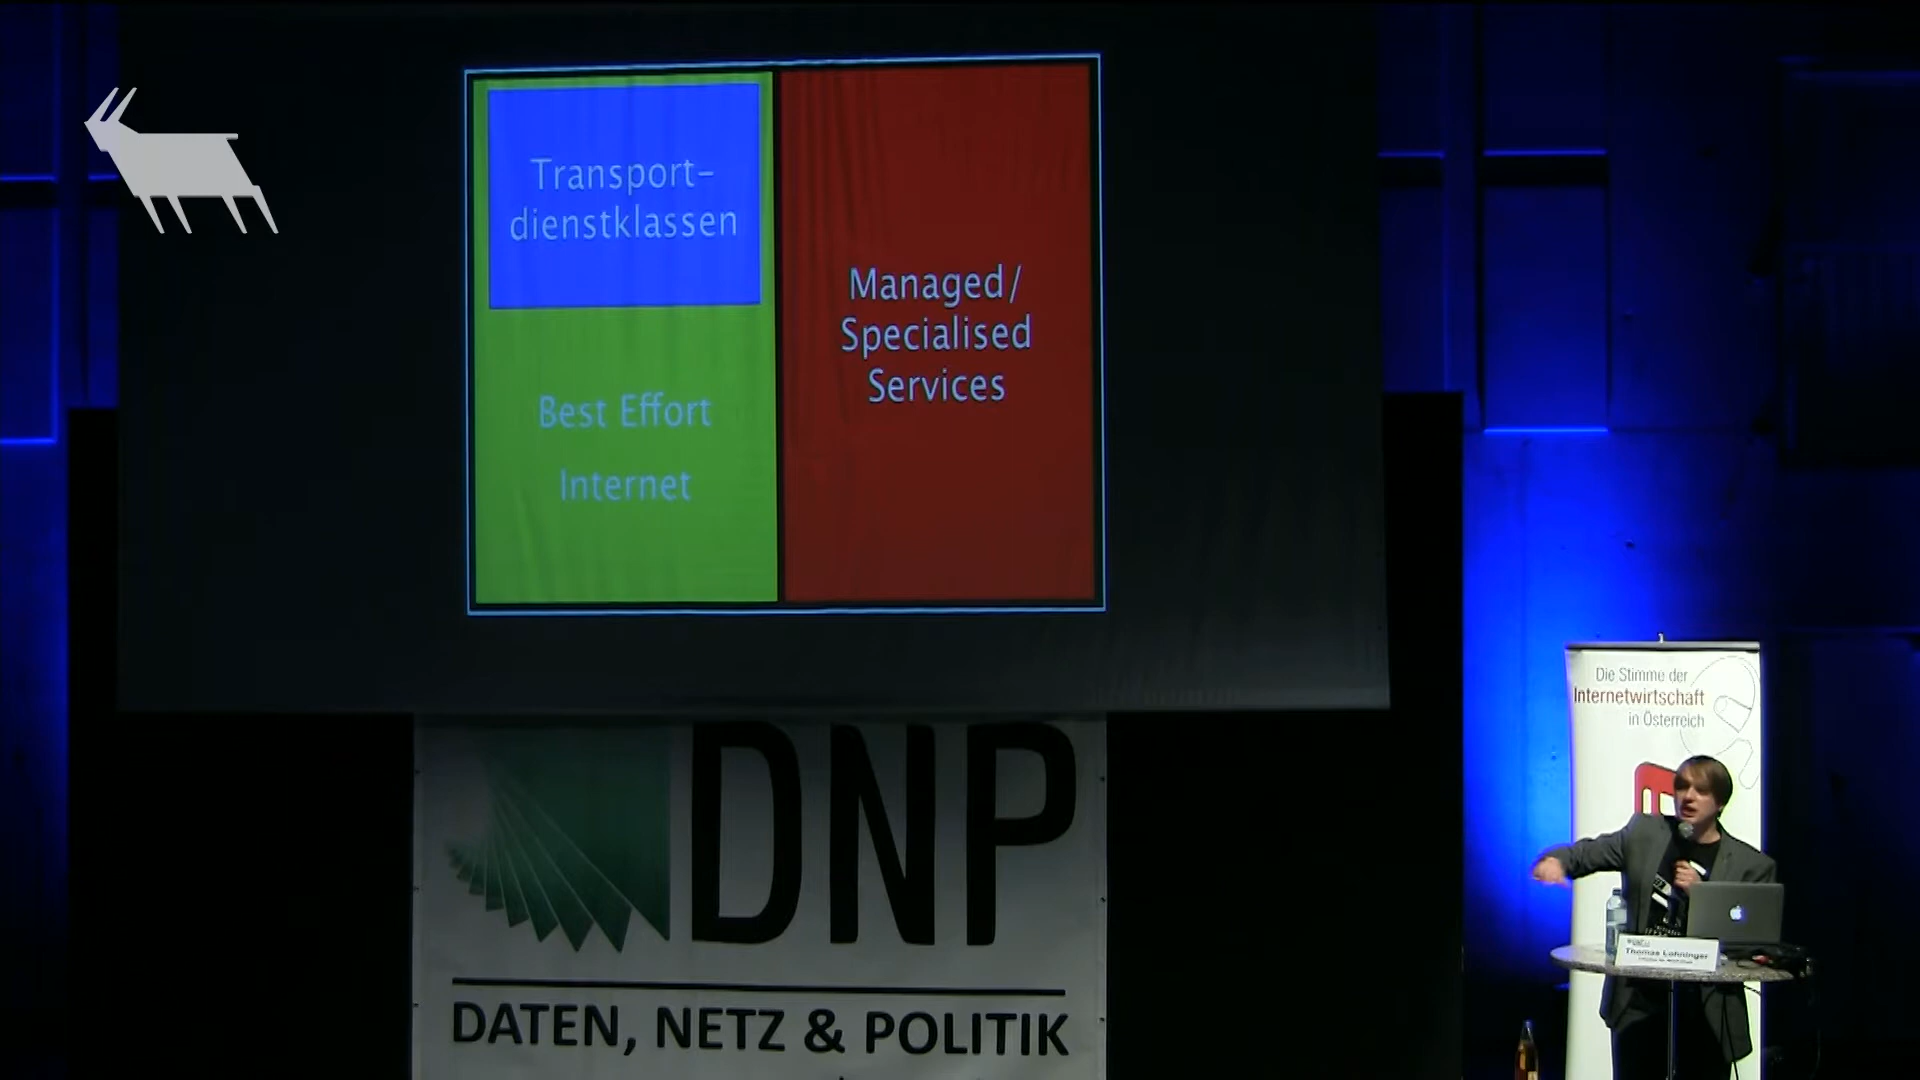 Transport-
dienstklassen
Best Effort
Internet
Managed/
Specialised
Services
Die Stimme der
Internetwirtschaft
in Österreich
DNP
DATEN, NETZ & POLITIK
Thomas Lohninger